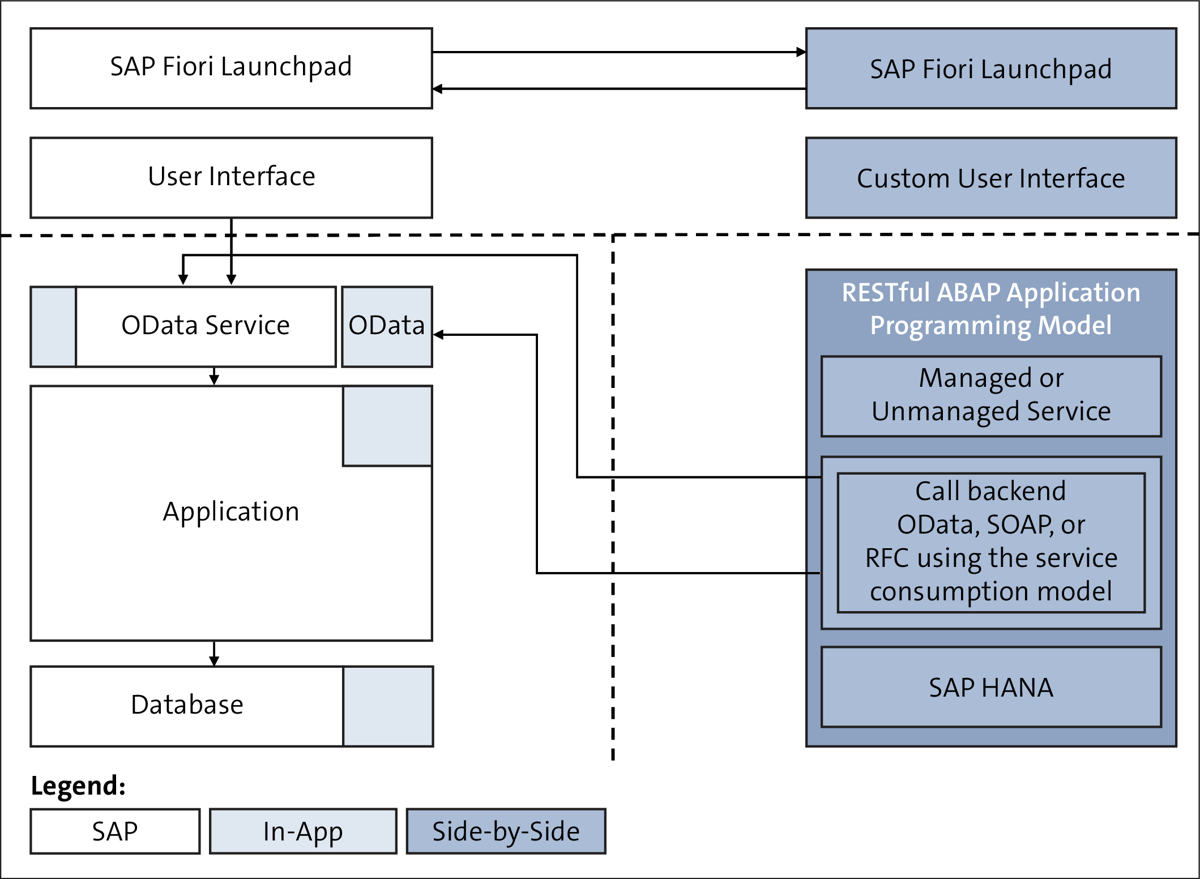 SAP Fiori Launchpad
SAP Fiori Launchpad
User Interface
Custom User Interface
OData Service
OData
Application
Database
RESTful ABAP Application
Programming Model
Managed or
Unmanaged Service
Call backend
OData, SOAP, or
RFC using the service
consumption model
SAP HANA
Legend:
SAP
In-App
Side-by-Side